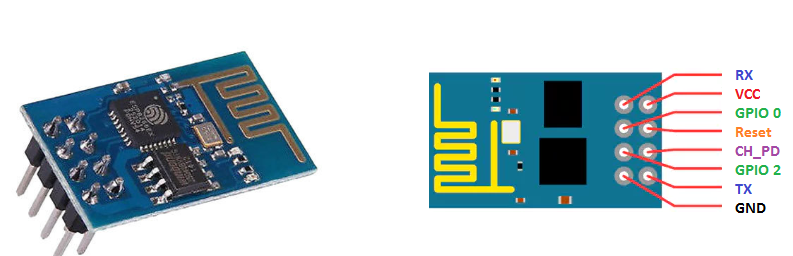 RX
VCC
GPIO 0
Reset
CH_PD
GPIO 2
TX
GND